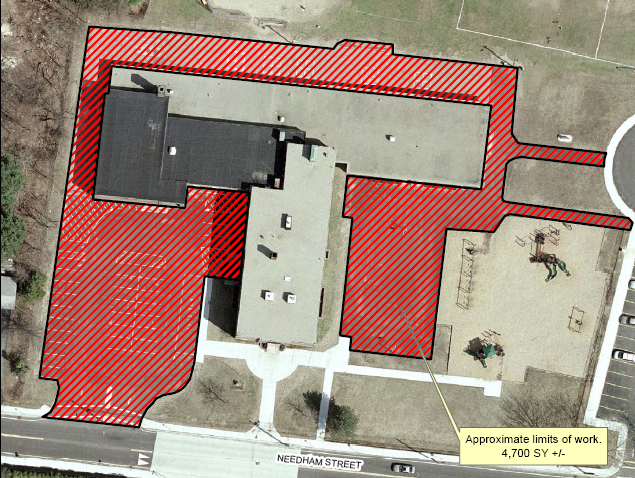 Approximate limits of work.
4,700 SY +/-
NEEDHAM STREET